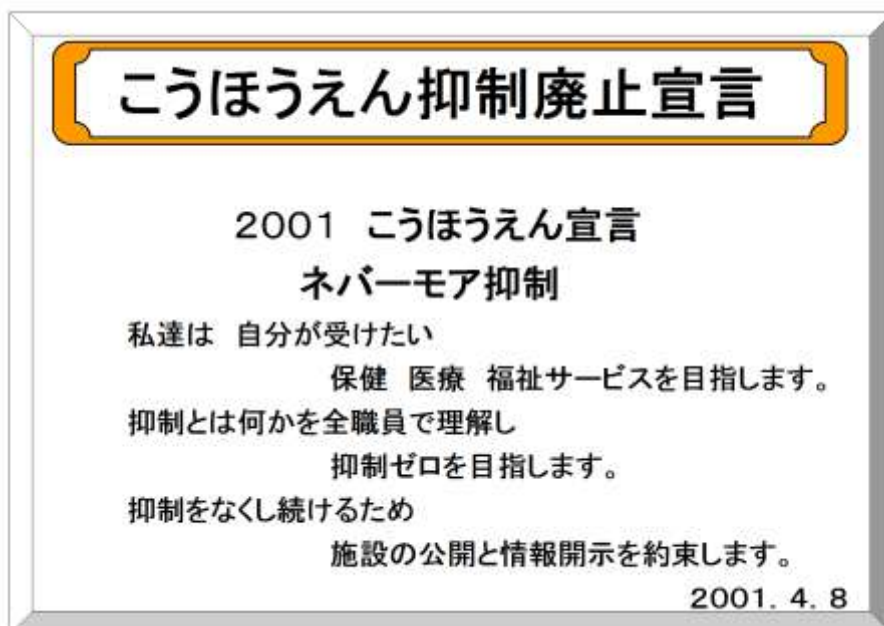 こうほうえん抑制廃止宣言
2001　こうほうえん宣言
ネバーモア抑制
私達は　自分が受けたい
保健　医療　福祉サービスを目指します。
抑制とは何かを全職員で理解し
抑制ゼロを目指します。
抑制をなくし続けるため
施設の公開と情報開示を約束します。
2001. 4. 8